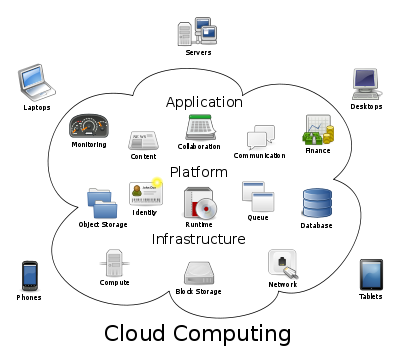 Servers
Laptops
Desktops
Application
Monitoring
Content
Collaboration
Communication
Finance
Platform
Object Storage
Identity
Runtime
Queue
Database
Infrastructure
Compute
Block Storage
Network
Phones
Tablets
Cloud Computing